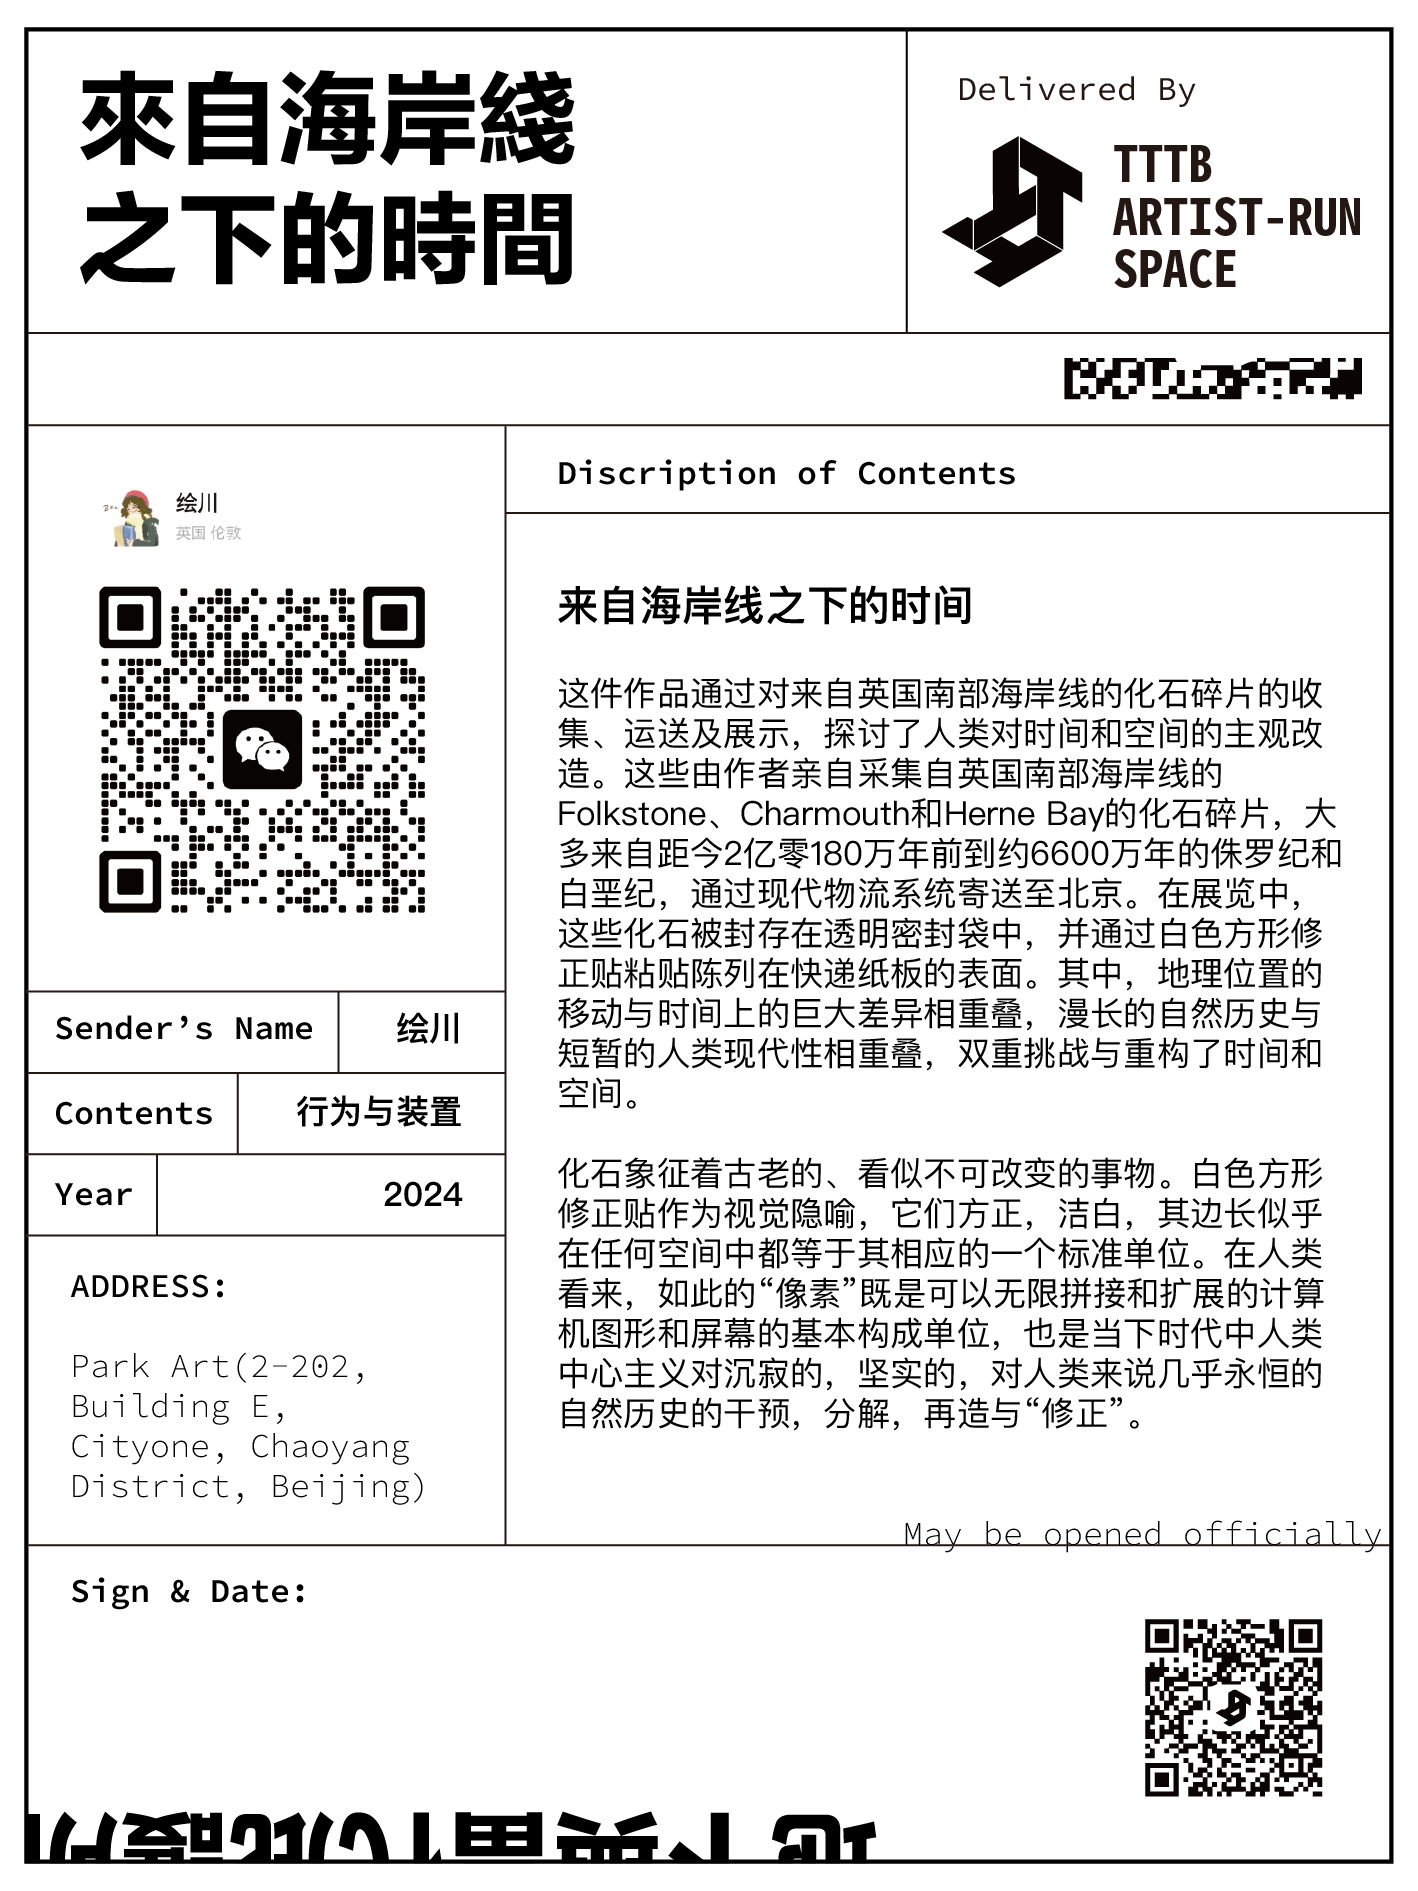 來自海岸綫
之下的時間
Delivered By
TTTB
ARTIST-RUN
SPACE
绘川
英国 伦敦
Discription of Contents
来自海岸线之下的时间
这件作品通过对来自英国南部海岸线的化石碎片的收
集、运送及展示，探讨了人类对时间和空间的主观改
造。这些由作者亲自采集自英国南部海岸线的
Folkstone、Charmouth和Herne Bay的化石碎片，大
多来自距今2亿零180万年前到约6600万年的侏罗纪和
白垩纪，通过现代物流系统寄送至北京。在展览中，
这些化石被封存在透明密封袋中，并通过白色方形修
正贴粘贴陈列在快递纸板的表面。其中，地理位置的
移动与时间上的巨大差异相重叠，漫长的自然历史与
短暂的人类现代性相重叠，双重挑战与重构了时间和
空间。
化石象征着古老的、看似不可改变的事物。白色方形
修正贴作为视觉隐喻，它们方正，洁白，其边长似乎
在任何空间中都等于其相应的一个标准单位。在人类
看来，如此的“像素”既是可以无限拼接和扩展的计算
机图形和屏幕的基本构成单位，也是当下时代中人类
中心主义对沉寂的，坚实的，对人类来说几乎永恒的
自然历史的干预，分解，再造与“修正”。
May be opened officially
Sender’s Name
绘川
Contents
行为与装置
Year
2024
ADDRESS:
Park Art(2-202,
Building E,
Cityone, Chaoyang
District, Beijing)
Sign & Date: